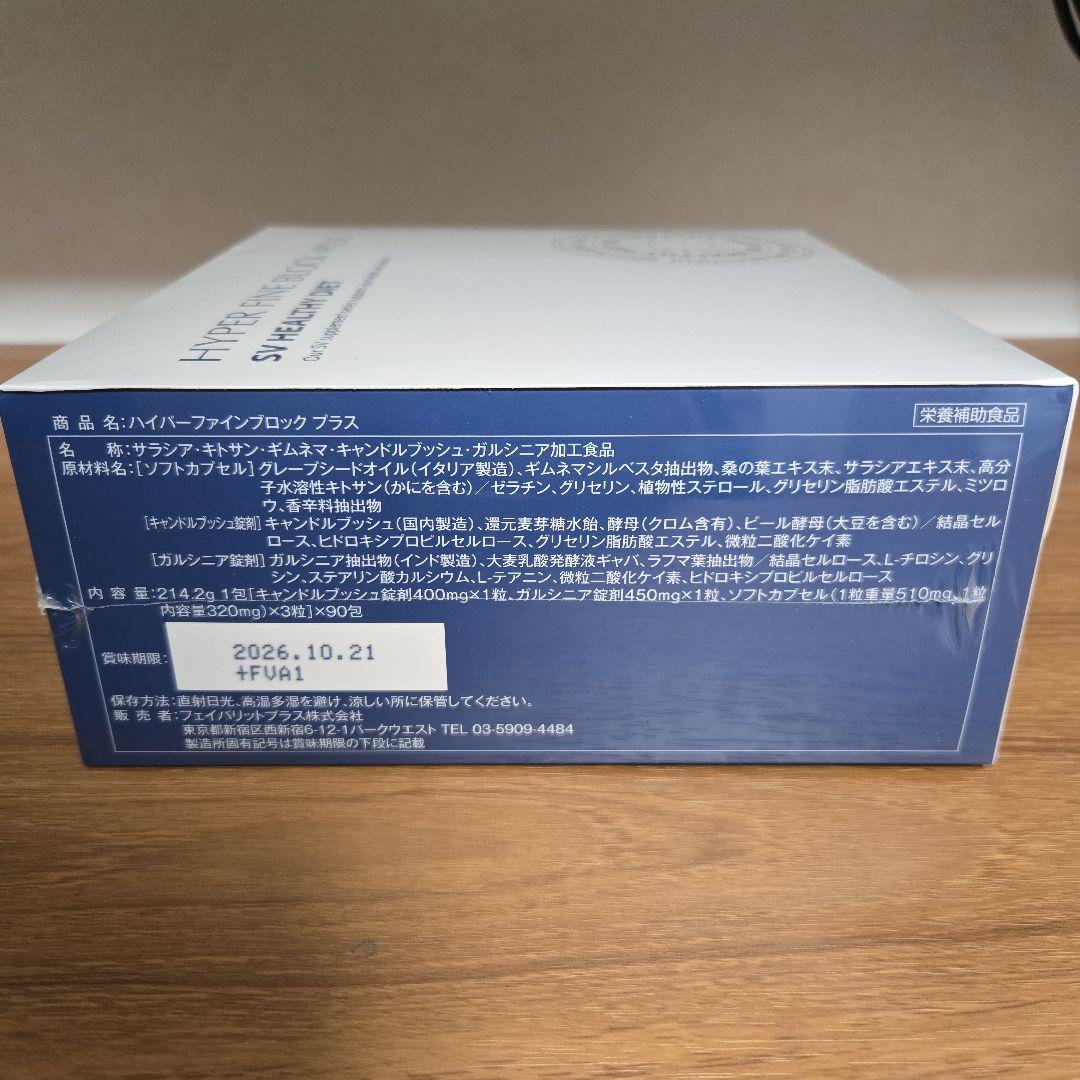 HYPER FINE BLOCK
SV HEALTHY DIET
Our SV supplement
商品名:ハイパーファインブロック プラス
栄養補助食品
名 称:サラシア・キトサン・ギムネマ・キャンドルブッシュ・ガルシニア加工食品
原材料名:[ソフトカプセル]グレープシードオイル(イタリア製造)、ギムネマシルベスタ抽出物、桑の葉エキス末、サラシアエキス末、高分
子水溶性キトサン(かにを含む)/ゼラチン、グリセリン、植物性ステロール、グリセリン脂肪酸エステル、ミツロ
ウ、香辛料抽出物
[キャンドルブッシュ錠剤]キャンドルブッシュ(国内製造)、還元麦芽糖水飴、酵母(クロム含有)、ビール酵母(大豆を含む)/結晶セル
ロース、ヒドロキシプロピルセルロース、グリセリン脂肪酸エステル、微粒二酸化ケイ素
[ガルシニア錠剤]ガルシニア抽出物(インド製造)、大麦乳酸発酵液ギャバ、ラフマ葉抽出物/結晶セルロース、L-チロシン、グリ
シン、ステアリン酸カルシウム、L-テアニン、微粒二酸化ケイ素、ヒドロキシプロピルセルロース
内容量:214.2g 1包[キャンドルブッシュ錠剤400mg×1粒、ガルシニア錠剤450mg×1粒、ソフトカプセル(1粒重量510mg、1粒
内容量320mg)×3粒]×90包
賞味期限:
2026.10.21
+FVA1
保存方法:直射日光、高温多湿を避け、涼しい所に保管してください。
販売者:フェイバリットプラス株式会社
東京都新宿区西新宿6-12-1パークウエスト TEL 03-5909-4484
製造所固有記号は賞味期限の下段に記載